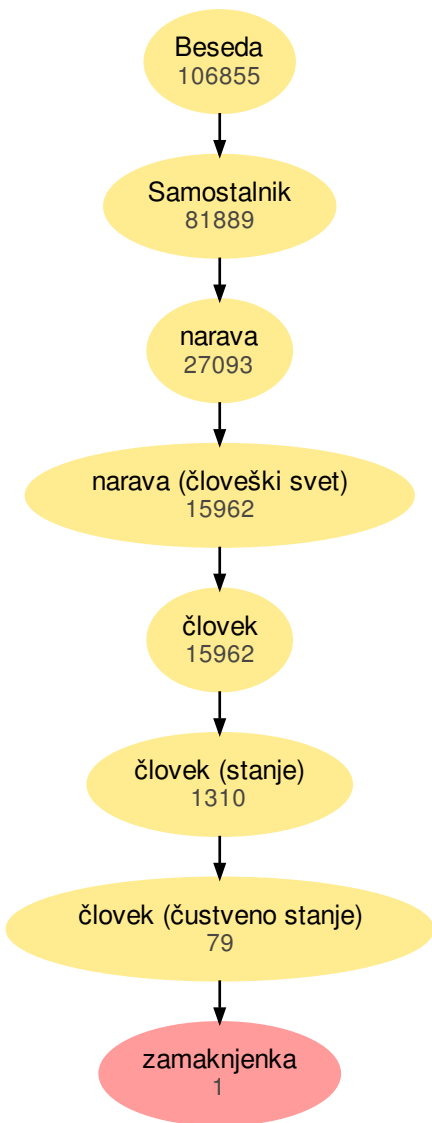 Beseda
106855
Samostalnik
81889
narava
27093
narava (človeški svet)
15962
človek
15962
človek (stanje)
1310
človek (čustveno stanje)
79
zamaknjenka
1